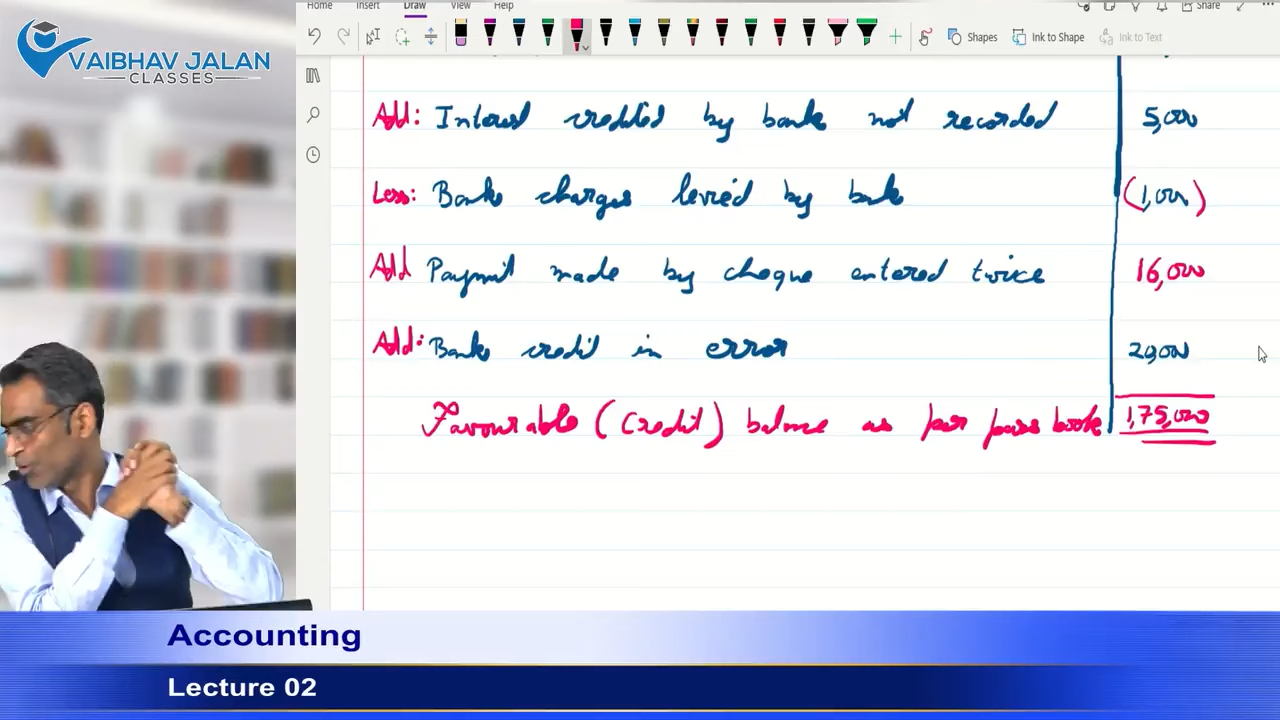 VAIBHAV JALAN
CLASSES
Home Insert Draw View Help Share
Shapes Ink to Shape Ink to Text
Add: Interest credited by bank not recorded 5,000
Less: Bank charges levied by bank (1,000)
Add Payment made by cheque entered twice 16,000
Add: Bank credit in error 20,000
Favourable (Credit) balance as per pass book 1,75,000
Accounting
Lecture 02